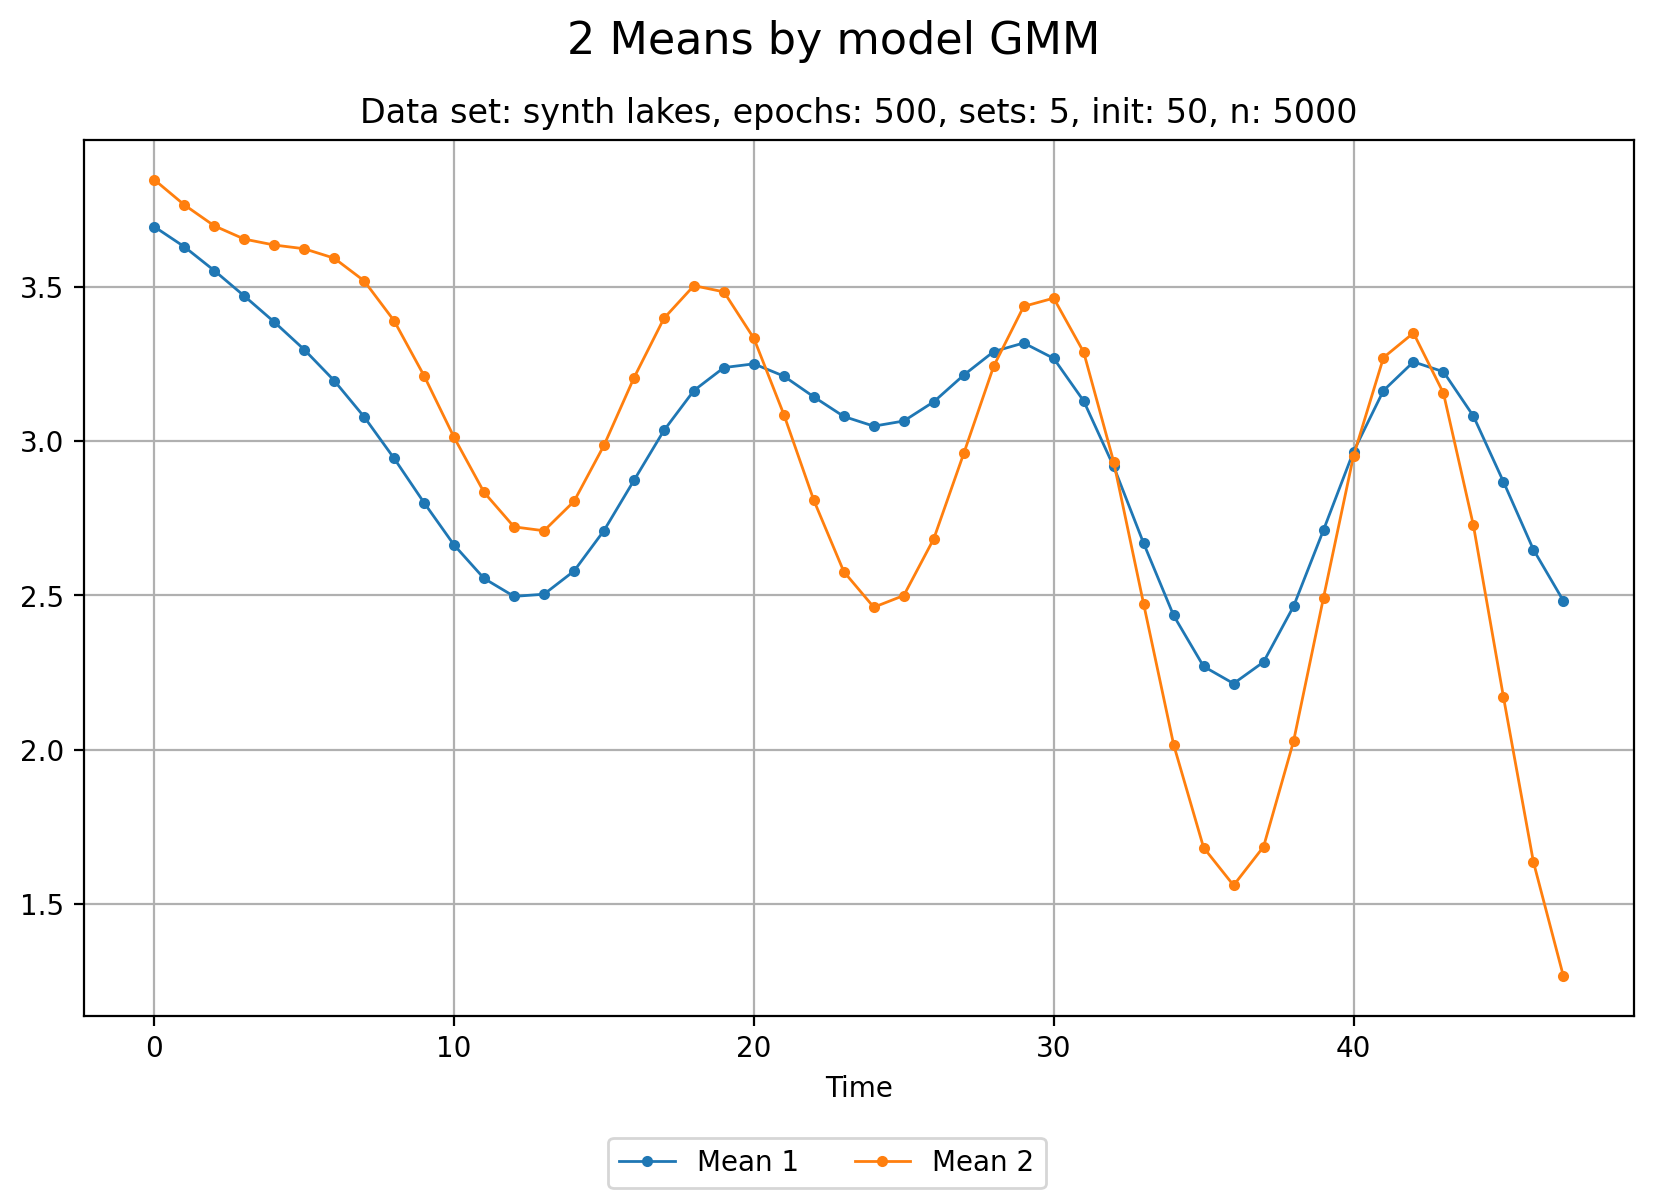 2 Means by model GMM
Data set: synth lakes, epochs: 500, sets: 5, init: 50, n: 5000
3.5
3.0
2.5
2.0
1.5
0 10 20 30 40
Time
Mean 1 Mean 2